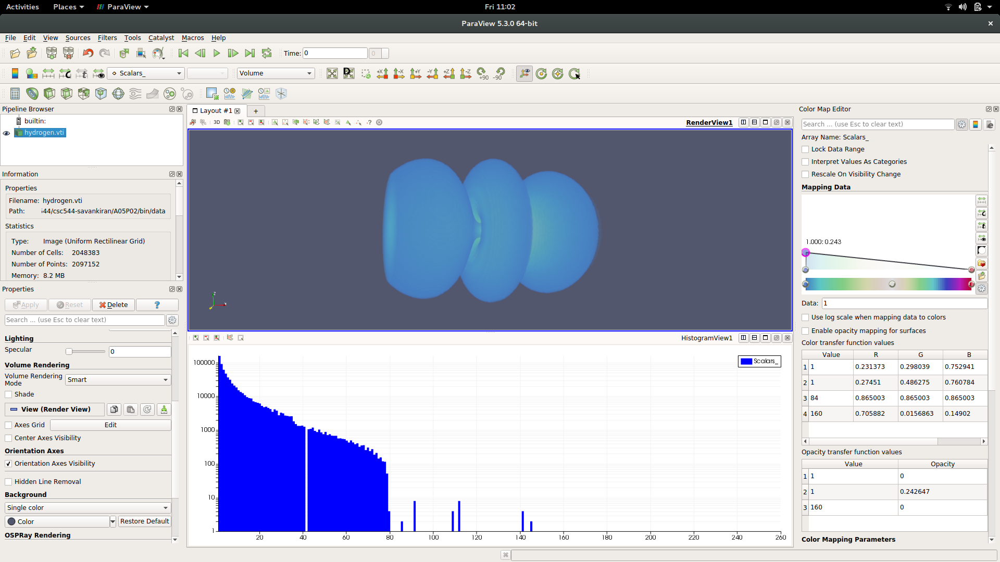 Activities Places ParaView Fri 11:02
ParaView 5.3.0 64-bit
File Edit View Sources Filters Tools Catalyst Macros Help
Time: 0 0
Scalars_ Volume +X -X +Y -Y +Z -Z +90 -90
Pipeline Browser
builtin:
hydrogen.vti
Information
Properties
Filename: hydrogen.vti
Path: 544/csc544-savankiran/A05P02/bin/data
Statistics
Type: Image (Uniform Rectilinear Grid)
Number of Cells: 2048383
Number of Points: 2097152
Memory: 8.2 MB
Properties
Apply Reset Delete ?
Search ... (use Esc to clear text)
Lighting
Specular 0
Volume Rendering
Volume Rendering Mode Smart
Shade
View (Render View)
Axes Grid Edit
Center Axes Visibility
Orientation Axes
Orientation Axes Visibility
Hidden Line Removal
Background
Single color
Color Restore Default
OSPRay Rendering
Layout #1 +
3D RenderView1
Z
HistogramView1
Scalars_
100000
10000
1000
100
10
1
20 40 60 80 100 120 140 160 180 200 220 240 260
Color Map Editor
Search ... (use Esc to clear text)
Array Name: Scalars_
Lock Data Range
Interpret Values As Categories
Rescale On Visibility Change
Mapping Data
1.000: 0.243
Data: 1
Use log scale when mapping data to colors
Enable opacity mapping for surfaces
Color transfer function values
Value R G B
1 1 0.231373 0.298039 0.752941
2 1 0.27451 0.486275 0.760784
3 84 0.865003 0.865003 0.865003
4 160 0.705882 0.0156863 0.14902
Opacity transfer function values
Value Opacity
1 1 0
2 1 0.242647
3 160 0
Color Mapping Parameters